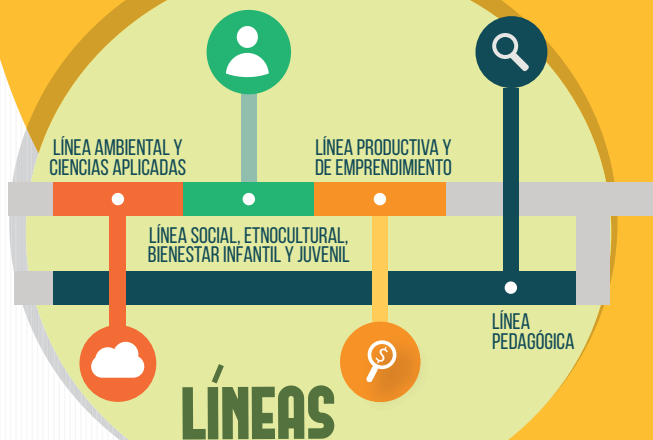 LÍNEA AMBIENTAL Y
CIENCIAS APLICADAS
LÍNEA PRODUCTIVA Y
DE EMPRENDIMIENTO
LÍNEA SOCIAL, ETNOCULTURAL,
BIENESTAR INFANTIL Y JUVENIL
LÍNEA
PEDAGÓGICA
$
LÍNEAS